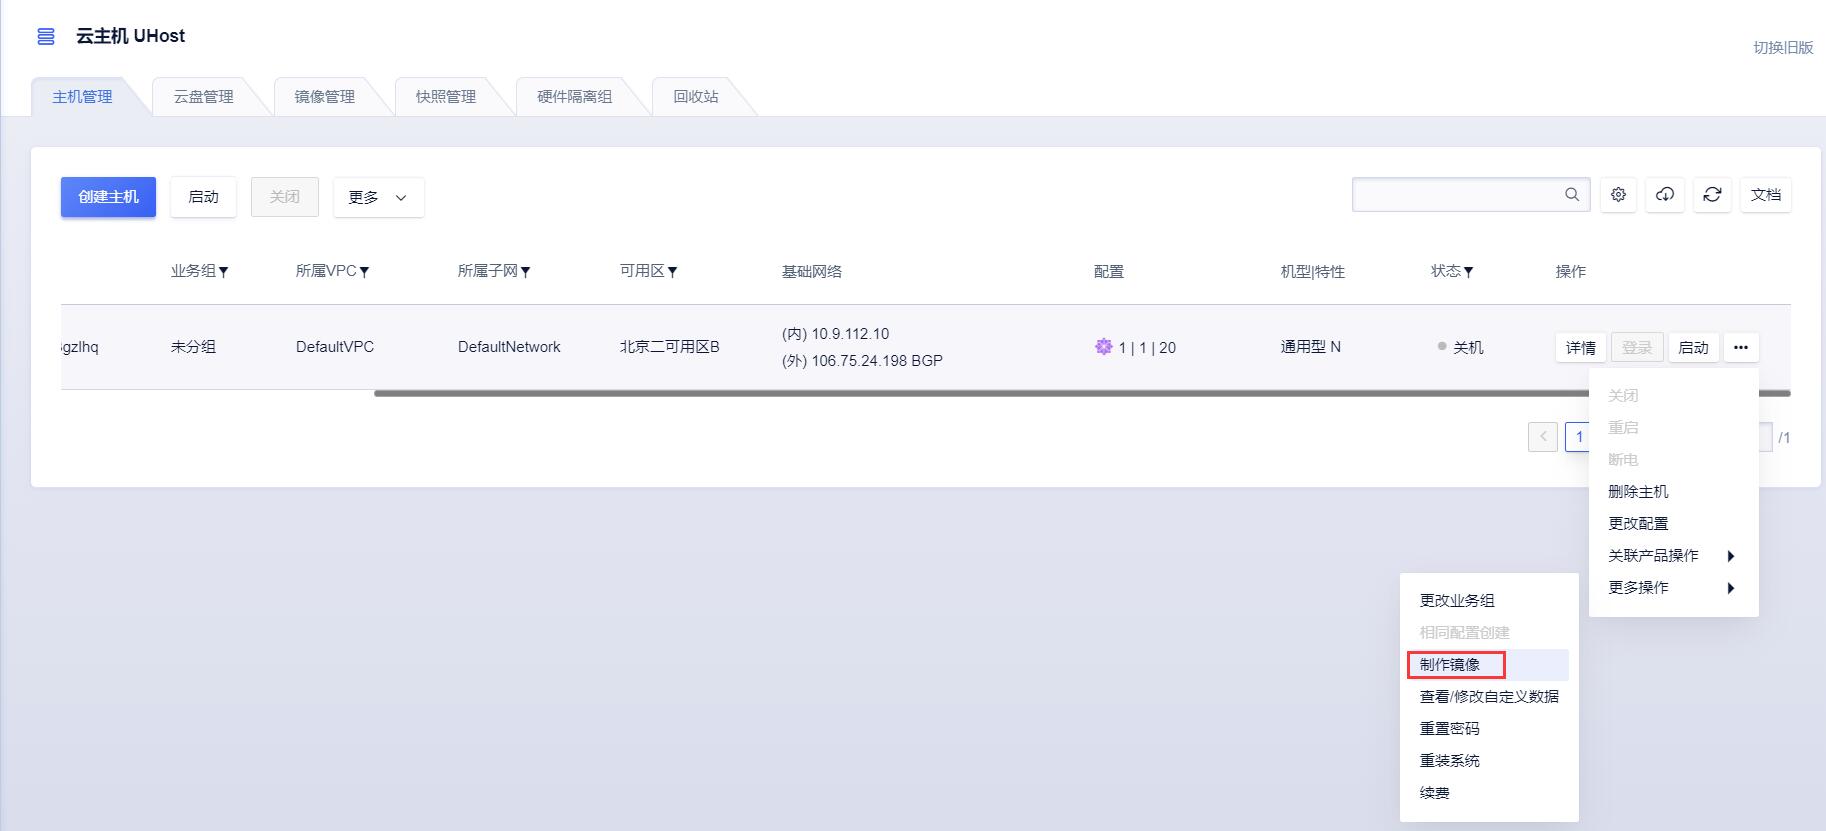 云主机 UHost
切换旧版
主机管理
云盘管理
镜像管理
快照管理
硬件隔离组
回收站
创建主机
启动
关闭
更多
文档
业务组
所属VPC
所属子网
可用区
基础网络
配置
机型|特性
状态
操作
gzlhq
未分组
DefaultVPC
DefaultNetwork
北京二可用区B
(内) 10.9.112.10
(外) 106.75.24.198 BGP
1 | 1 | 20
通用型 N
关机
详情
登录
启动
•••
1
/1
关闭
重启
断电
删除主机
更改配置
关联产品操作
更多操作
更改业务组
相同配置创建
制作镜像
查看/修改自定义数据
重置密码
重装系统
续费